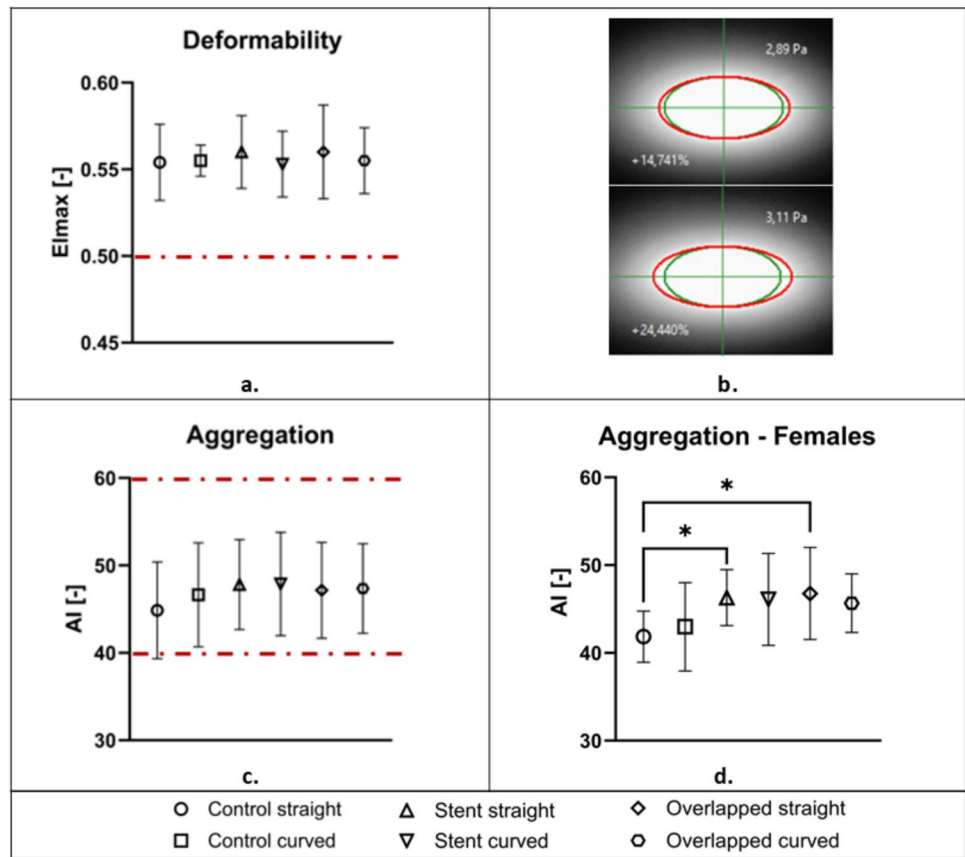 Deformability
0.60
0.55
0.50
0.45
EImax [-]
a.
2,89 Pa
+14,741%
3,11 Pa
+24,440%
b.
Aggregation
60
50
40
30
AI [-]
c.
Aggregation - Females
60
50
40
30
AI [-]
*
*
d.
Control straight
Stent straight
Overlapped straight
Control curved
Stent curved
Overlapped curved